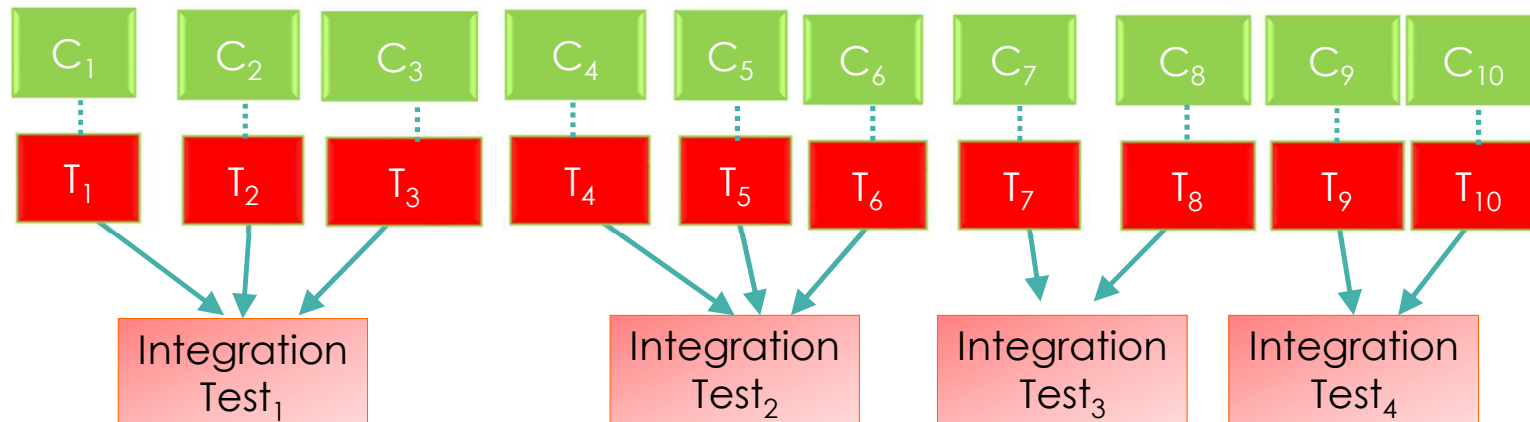 C₁ C₂ C₃ C₄ C₅ C₆ C₇ C₈ C₉ C₁₀
T₁ T₂ T₃ T₄ T₅ T₆ T₇ T₈ T₉ T₁₀
Integration Integration Integration Integration
Test₁ Test₂ Test₃ Test₄